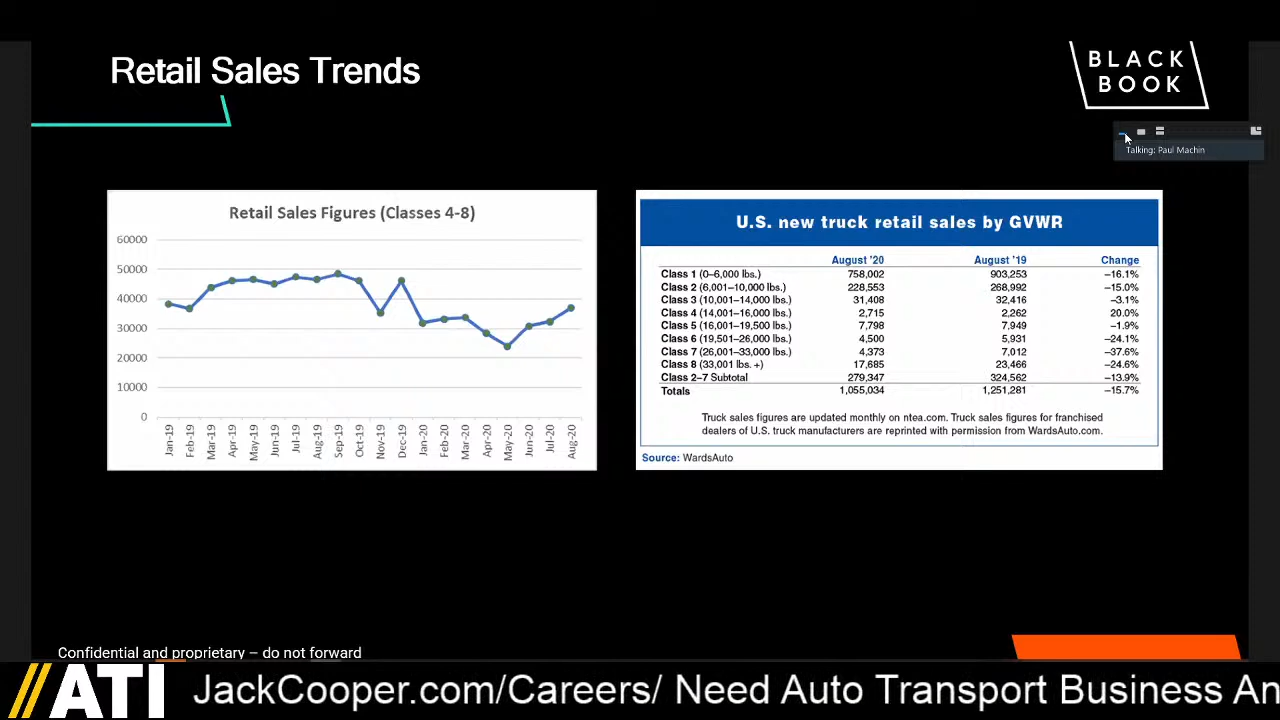 Retail Sales Trends
BLACK
BOOK
Talking: Paul Machin
Retail Sales Figures (Classes 4-8)
60000
50000
40000
30000
20000
10000
0
Jan-19 Feb-19 Mar-19 Apr-19 May-19 Jun-19 Jul-19 Aug-19 Sep-19 Oct-19 Nov-19 Dec-19 Jan-20 Feb-20 Mar-20 Apr-20 May-20 Jun-20 Jul-20 Aug-20
U.S. new truck retail sales by GVWR
August '20 August '19 Change
Class 1 (0–6,000 lbs.) 758,002 903,253 –16.1%
Class 2 (6,001–10,000 lbs.) 228,553 268,992 –15.0%
Class 3 (10,001–14,000 lbs.) 31,408 32,416 –3.1%
Class 4 (14,001–16,000 lbs.) 2,715 2,262 20.0%
Class 5 (16,001–19,500 lbs.) 7,798 7,949 –1.9%
Class 6 (19,501–26,000 lbs.) 4,500 5,931 –24.1%
Class 7 (26,001–33,000 lbs.) 4,373 7,012 –37.6%
Class 8 (33,001 lbs. +) 17,685 23,466 –24.6%
Class 2–7 Subtotal 279,347 324,562 –13.9%
Totals 1,055,034 1,251,281 –15.7%
Truck sales figures are updated monthly on ntea.com. Truck sales figures for franchised
dealers of U.S. truck manufacturers are reprinted with permission from WardsAuto.com.
Source: WardsAuto
Confidential and proprietary – do not forward
//ATI
JackCooper.com/Careers/ Need Auto Transport Business An